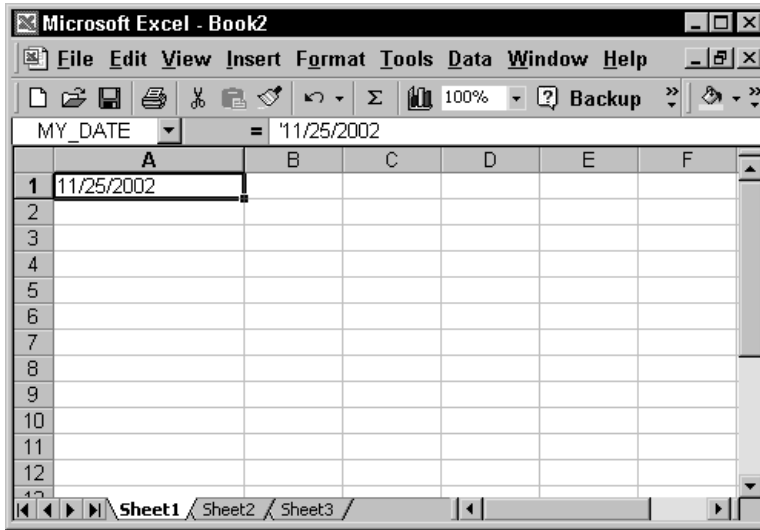 Microsoft Excel - Book2
File Edit View Insert Format Tools Data Window Help
Σ 100% Backup
MY_DATE = '11/25/2002
A B C D E F
1 11/25/2002
2
3
4
5
6
7
8
9
10
11
12
Sheet1 Sheet2 Sheet3